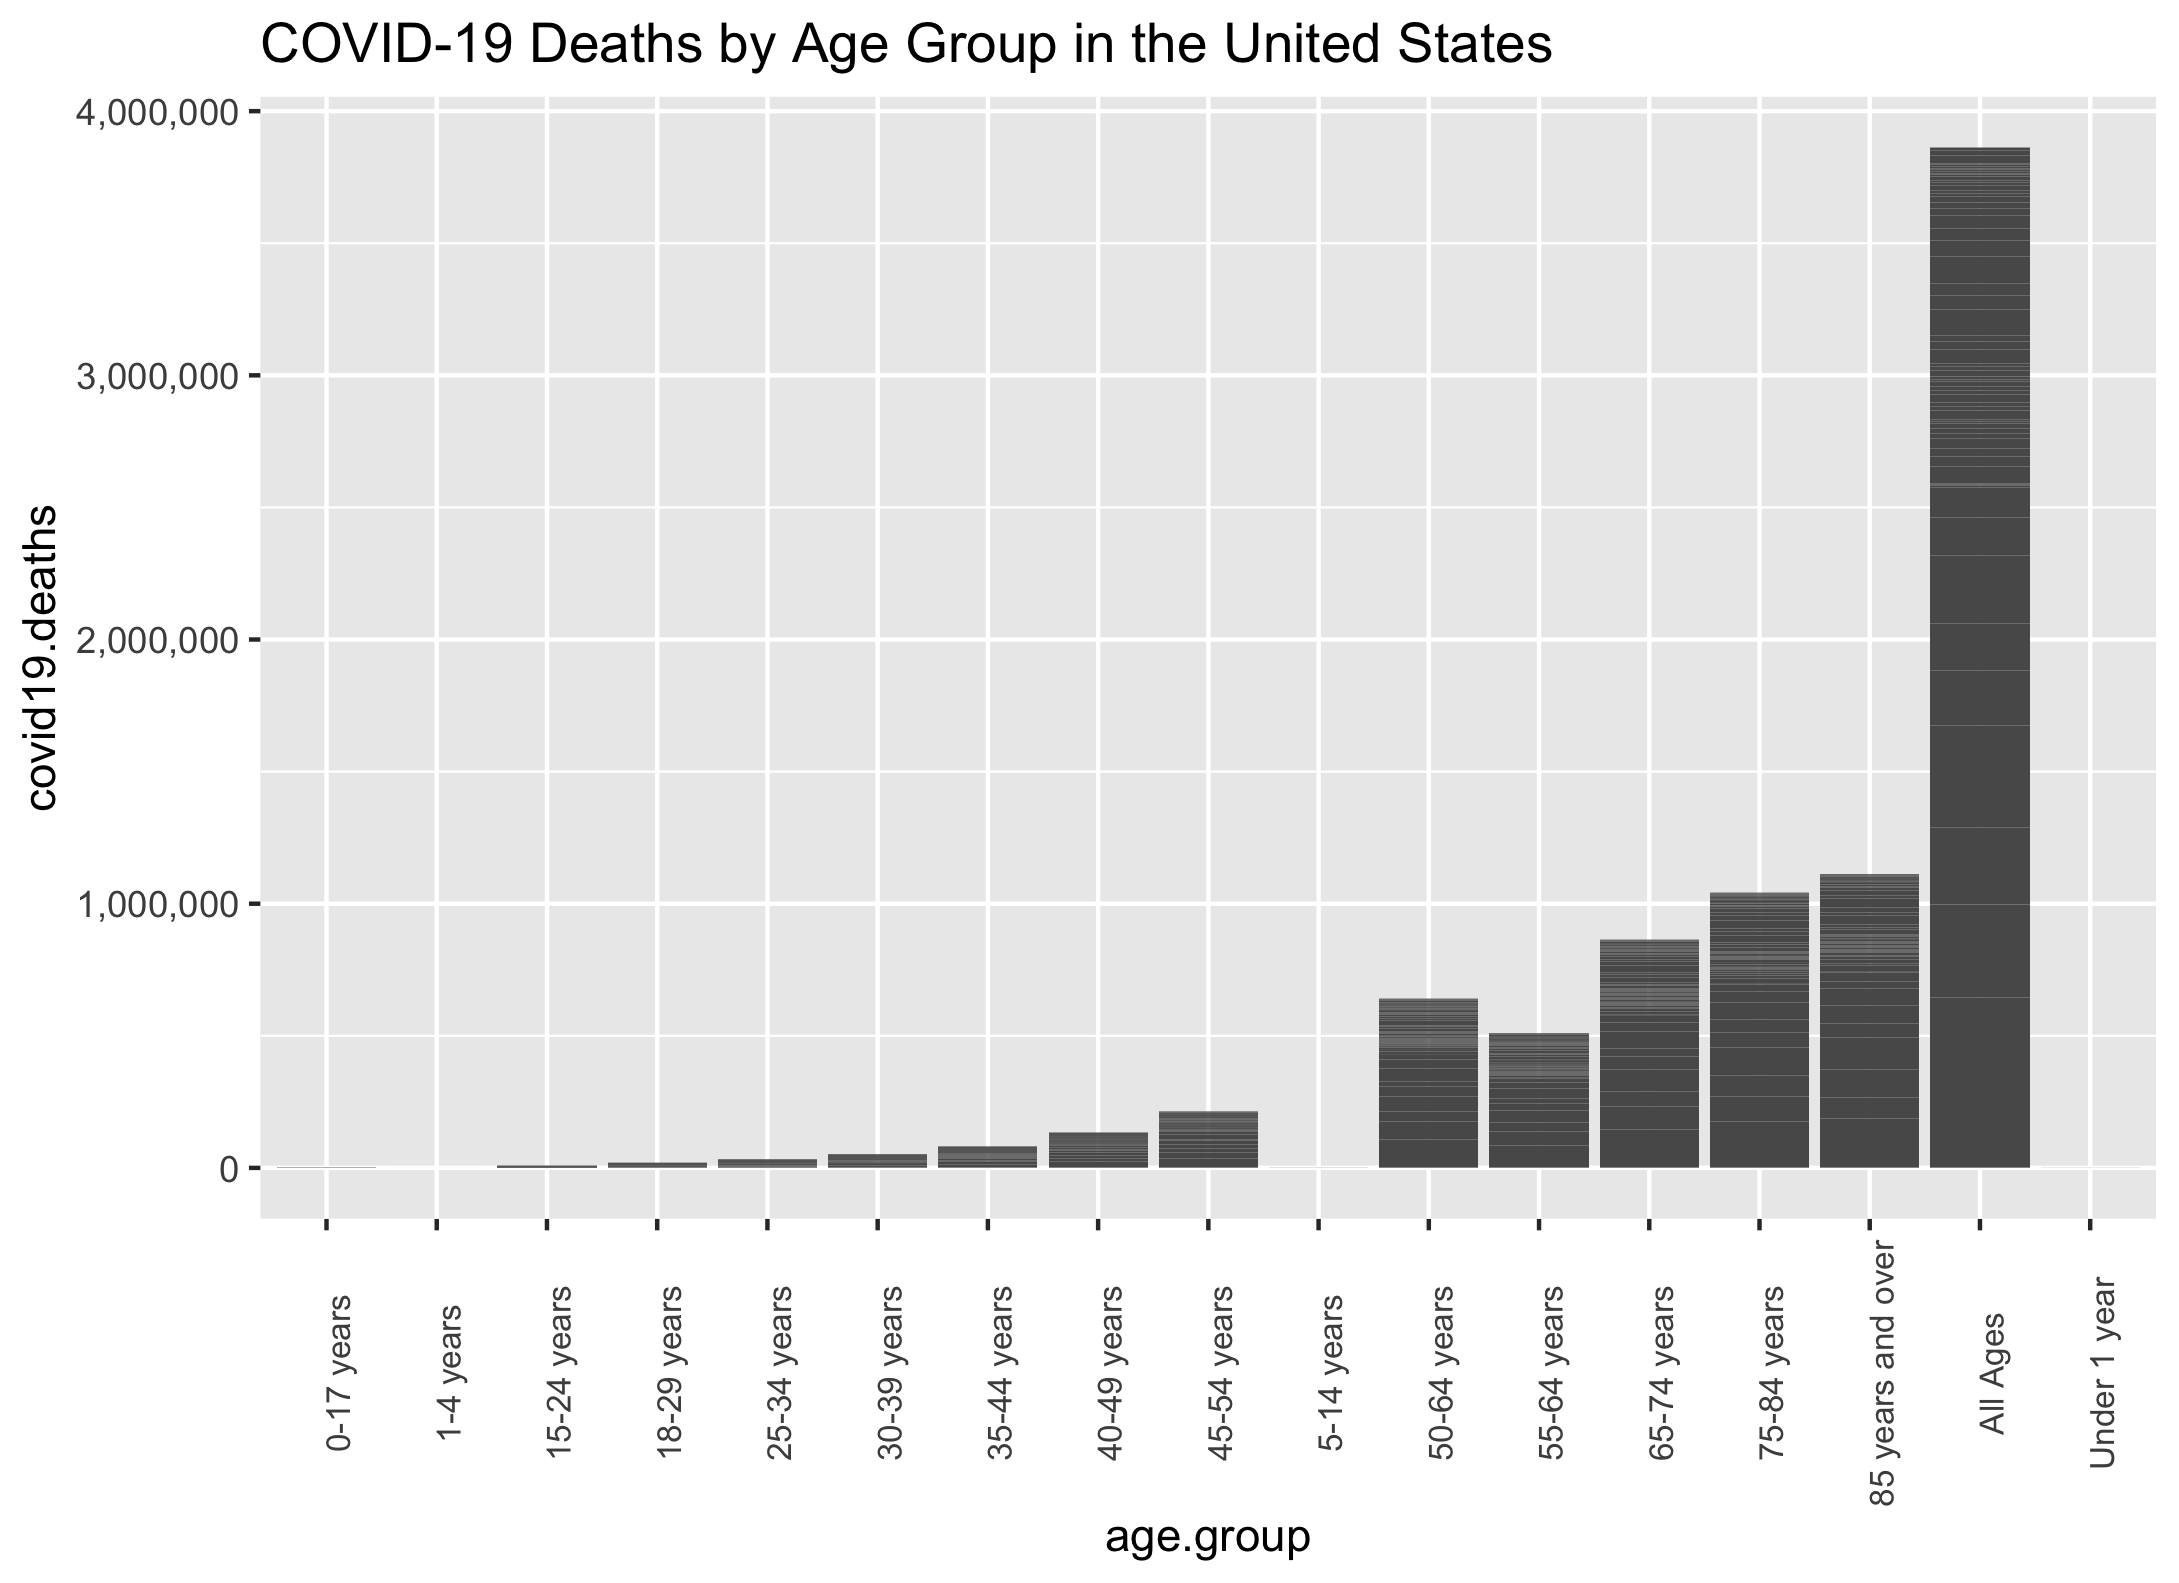 COVID-19 Deaths by Age Group in the United States
4,000,000
3,000,000
2,000,000
1,000,000
0
covid19.deaths
0-17 years
1-4 years
15-24 years
18-29 years
25-34 years
30-39 years
35-44 years
40-49 years
45-54 years
5-14 years
50-64 years
55-64 years
65-74 years
75-84 years
85 years and over
All Ages
Under 1 year
age.group